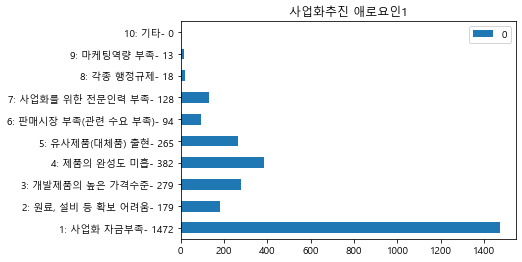 사업화추진 애로요인1
0
10: 기타- 0
9: 마케팅역량 부족- 13
8: 각종 행정규제- 18
7: 사업화를 위한 전문인력 부족- 128
6: 판매시장 부족(관련 수요 부족)- 94
5: 유사제품(대체품) 출현- 265
4: 제품의 완성도 미흡- 382
3: 개발제품의 높은 가격수준- 279
2: 원료, 설비 등 확보 어려움- 179
1: 사업화 자금부족- 1472
0 200 400 600 800 1000 1200 1400